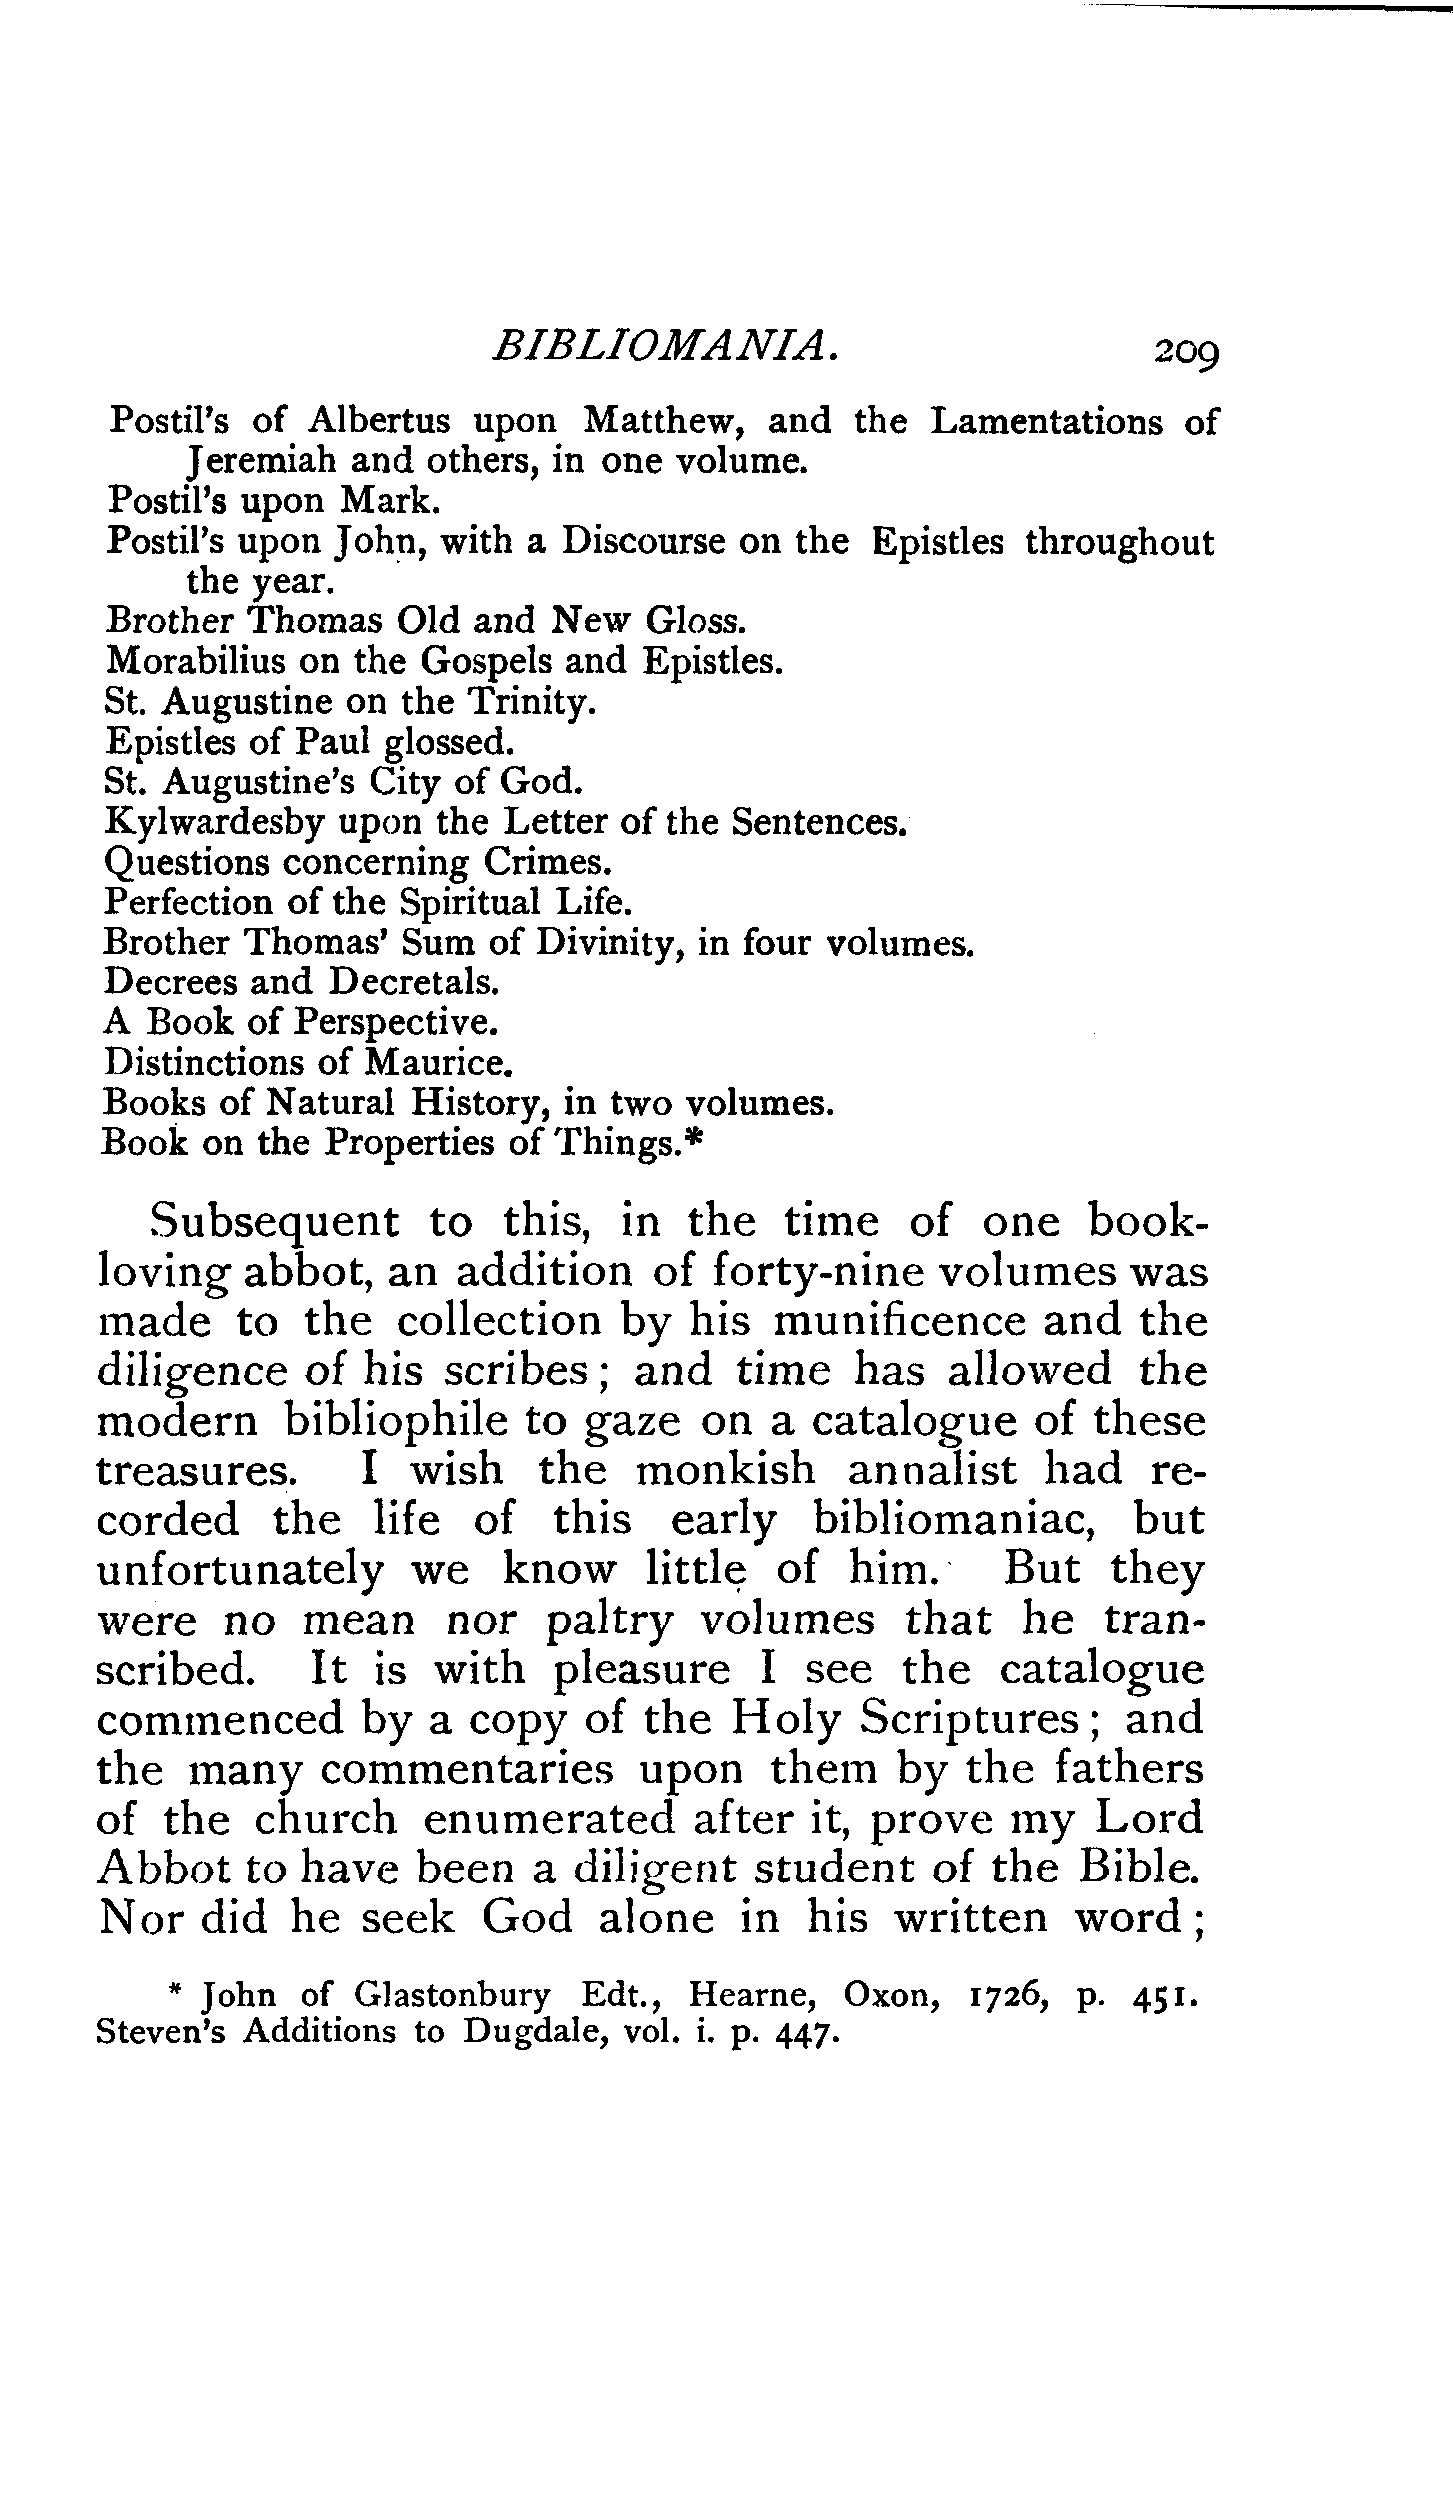 BIBLIOMANIA. 209
Postil's of Albertus upon Matthew, and the Lamentations of
Jeremiah and others, in one volume.
Postil's upon Mark.
Postil's upon John, with a Discourse on the Epistles throughout
the year.
Brother Thomas Old and New Gloss.
Morabilius on the Gospels and Epistles.
St. Augustine on the Trinity.
Epistles of Paul glossed.
St. Augustine's City of God.
Kylwardesby upon the Letter of the Sentences.
Questions concerning Crimes.
Perfection of the Spiritual Life.
Brother Thomas' Sum of Divinity, in four volumes.
Decrees and Decretals.
A Book of Perspective.
Distinctions of Maurice.
Books of Natural History, in two volumes.
Book on the Properties of Things.*
Subsequent to this, in the time of one book-
loving abbot, an addition of forty-nine volumes was
made to the collection by his munificence and the
diligence of his scribes; and time has allowed the
modern bibliophile to gaze on a catalogue of these
treasures. I wish the monkish annalist had re-
corded the life of this early bibliomaniac, but
unfortunately we know little of him. But they
were no mean nor paltry volumes that he tran-
scribed. It is with pleasure I see the catalogue
commenced by a copy of the Holy Scriptures; and
the many commentaries upon them by the fathers
of the church enumerated after it, prove my Lord
Abbot to have been a diligent student of the Bible.
Nor did he seek God alone in his written word;
* John of Glastonbury Edt., Hearne, Oxon, 1726, p. 451.
Steven's Additions to Dugdale, vol. i. p. 447.